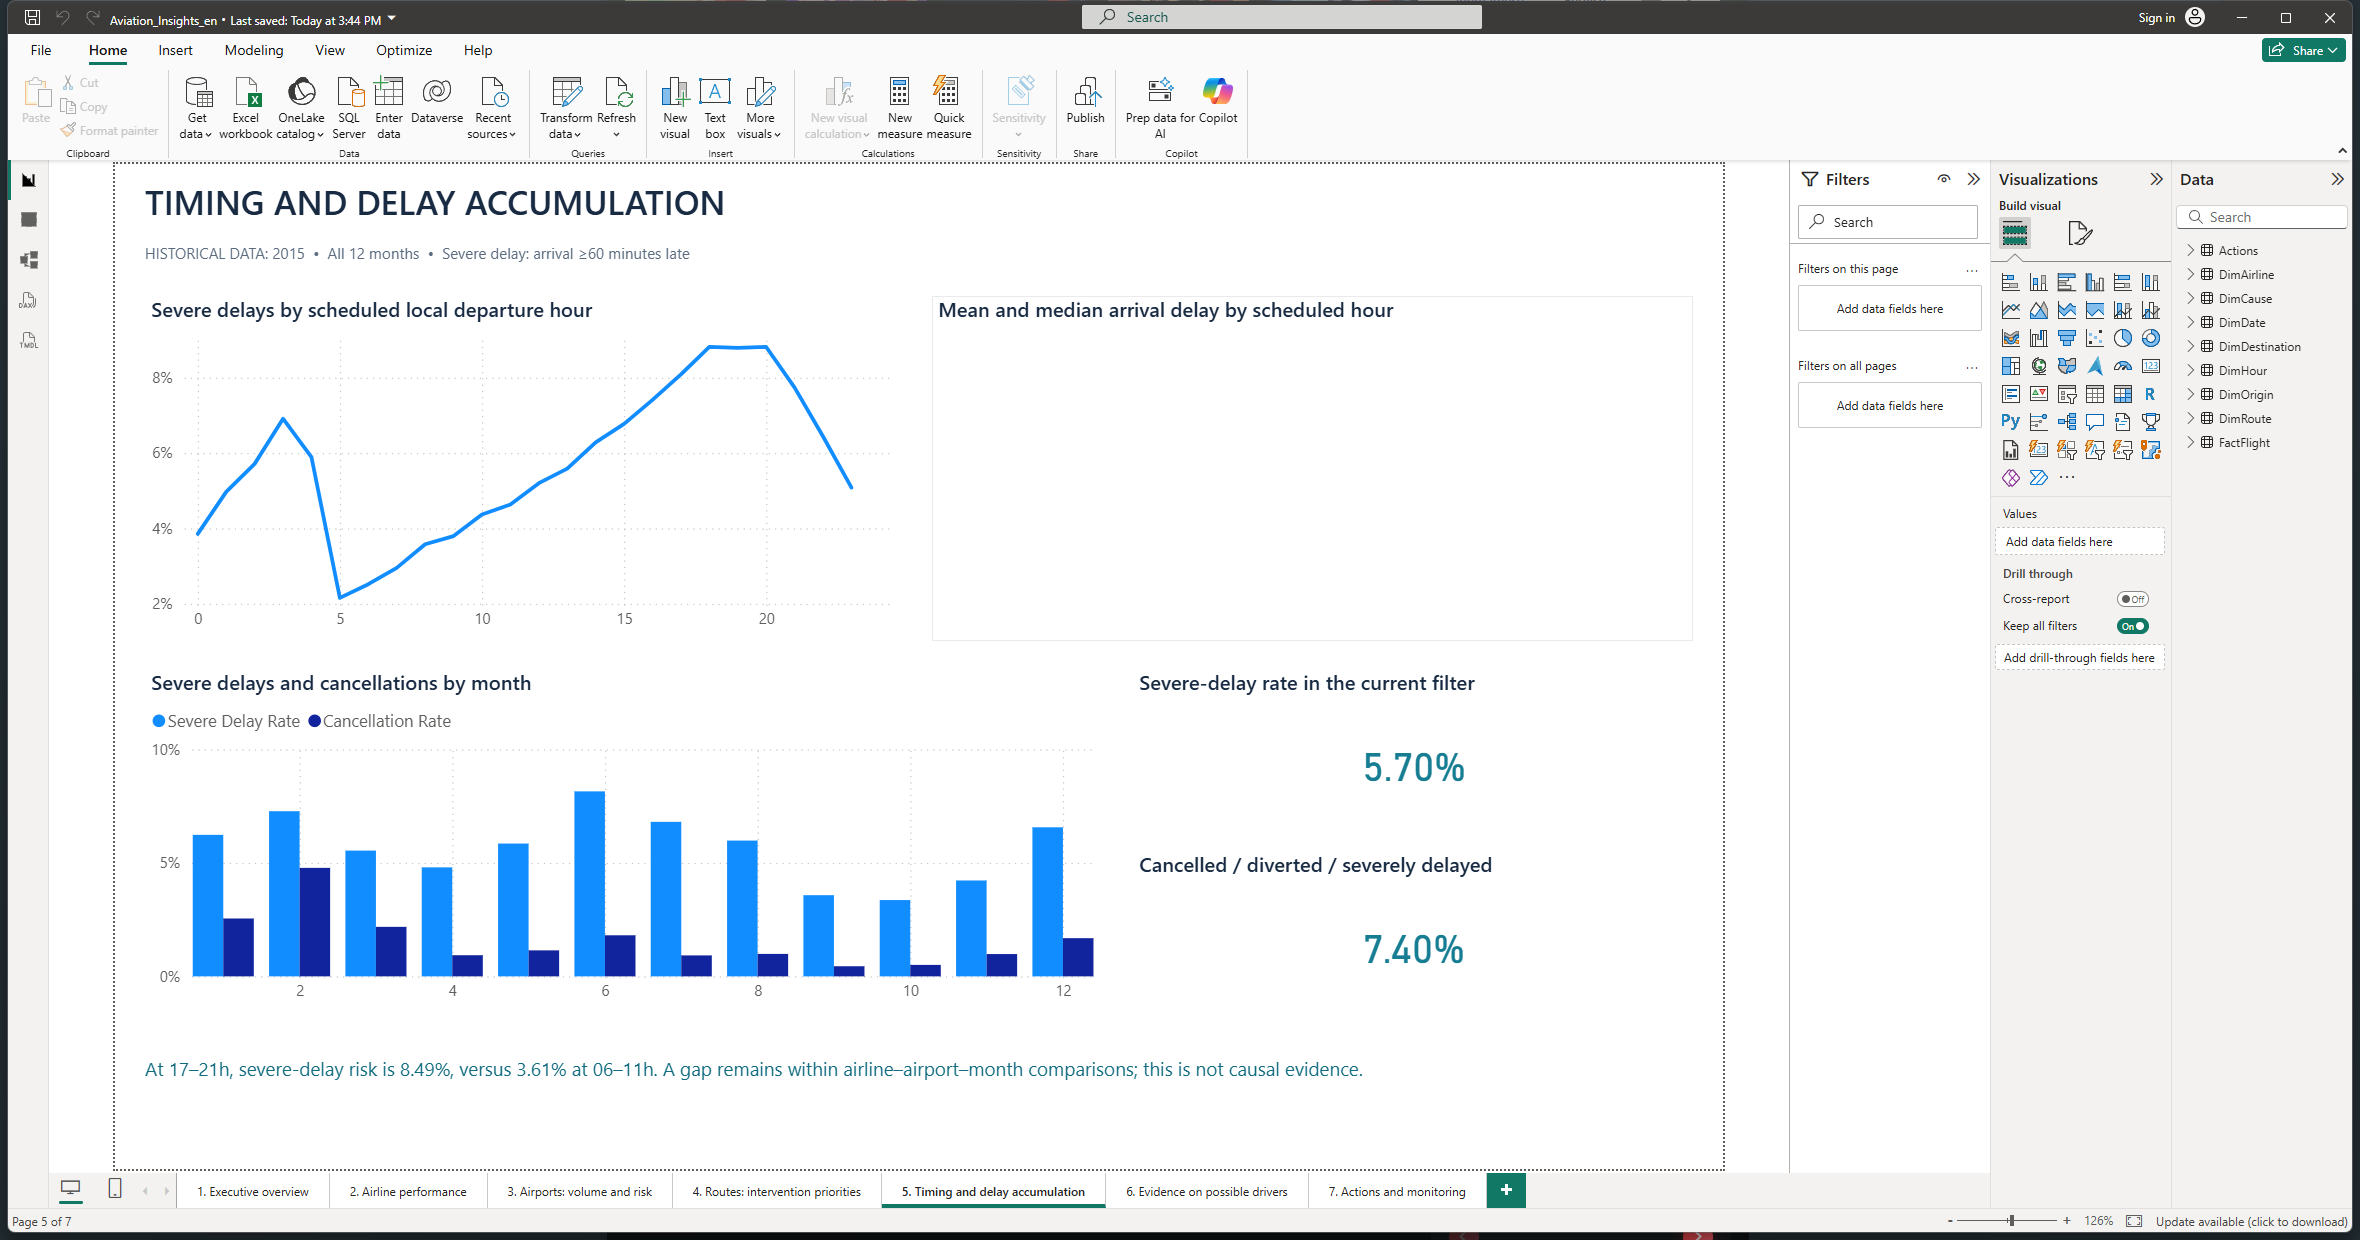 Aviation_Insights_en • Last saved: Today at 3:44 PM
Search
Sign in
File Home Insert Modeling View Optimize Help
Share
Paste
Cut
Copy
Format painter
Clipboard
Get data
Excel workbook
OneLake catalog
SQL Server
Enter data
Dataverse
Recent sources
Data
Transform data
Refresh
Queries
New visual
Text box
More visuals
Insert
New visual calculation
New measure
Quick measure
Calculations
Sensitivity
Sensitivity
Publish
Share
Prep data for AI
Copilot
Copilot
DAX
TMDL
TIMING AND DELAY ACCUMULATION
HISTORICAL DATA: 2015 • All 12 months • Severe delay: arrival ≥60 minutes late
Severe delays by scheduled local departure hour
8%
6%
4%
2%
0 5 10 15 20
Mean and median arrival delay by scheduled hour
Severe delays and cancellations by month
Severe Delay Rate Cancellation Rate
10%
5%
0%
2 4 6 8 10 12
Severe-delay rate in the current filter
5.70%
Cancelled / diverted / severely delayed
7.40%
At 17–21h, severe-delay risk is 8.49%, versus 3.61% at 06–11h. A gap remains within airline–airport–month comparisons; this is not causal evidence.
Filters
Search
Filters on this page ...
Add data fields here
Filters on all pages ...
Add data fields here
Visualizations
Build visual
123
R
Py
123
...
Values
Add data fields here
Drill through
Cross-report Off
Keep all filters On
Add drill-through fields here
Data
Search
Actions
DimAirline
DimCause
DimDate
DimDestination
DimHour
DimOrigin
DimRoute
FactFlight
1. Executive overview
2. Airline performance
3. Airports: volume and risk
4. Routes: intervention priorities
5. Timing and delay accumulation
6. Evidence on possible drivers
7. Actions and monitoring
+
Page 5 of 7
- + 126%
Update available (click to download)